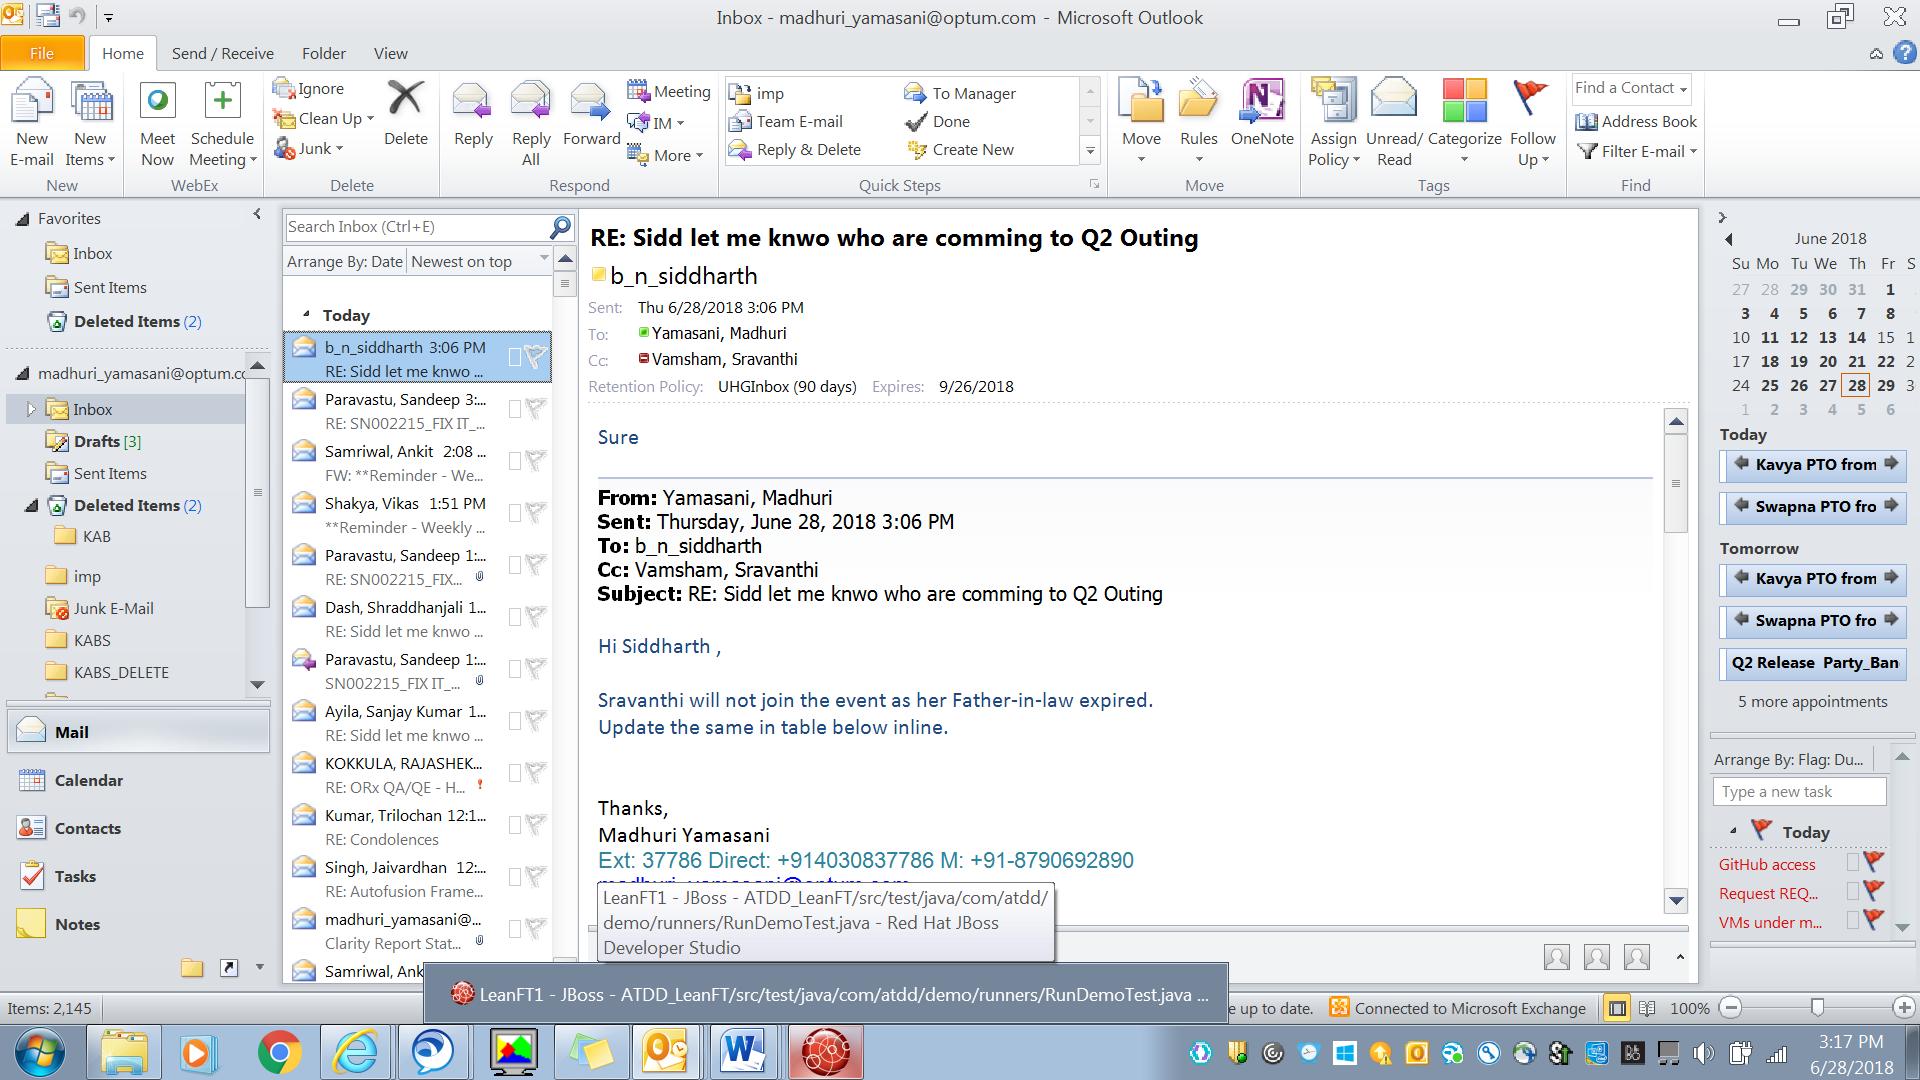 Inbox - madhuri_yamasani@optum.com - Microsoft Outlook
File Home Send / Receive Folder View
New E-mail
New Items
New
Meet Now
Schedule Meeting
WebEx
Ignore
Clean Up
Junk
Delete
Delete
Reply
Reply All
Forward
Meeting
IM
More
Respond
imp
Team E-mail
Reply & Delete
To Manager
Done
Create New
Quick Steps
Move
Rules
OneNote
Move
Assign Policy
Unread/ Read
Categorize
Follow Up
Tags
Find a Contact
Address Book
Filter E-mail
Find
Favorites
Inbox
Sent Items
Deleted Items (2)
madhuri_yamasani@optum.co
Inbox
Drafts [3]
Sent Items
Deleted Items (2)
KAB
imp
Junk E-Mail
KABS
KABS_DELETE
Mail
Calendar
Contacts
Tasks
Notes
Search Inbox (Ctrl+E)
Arrange By: Date Newest on top
Today
b_n_siddharth 3:06 PM
RE: Sidd let me knwo ...
Paravastu, Sandeep 3:...
RE: SN002215_FIX IT_...
Samriwal, Ankit 2:08 ...
FW: **Reminder - We...
Shakya, Vikas 1:51 PM
**Reminder - Weekly ...
Paravastu, Sandeep 1:...
RE: SN002215_FIX...
Dash, Shraddhanjali 1...
RE: Sidd let me knwo ...
Paravastu, Sandeep 1:...
SN002215_FIX IT_...
Ayila, Sanjay Kumar 1...
RE: Sidd let me knwo ...
KOKKULA, RAJASHEK...
RE: ORx QA/QE - H...
Kumar, Trilochan 12:1...
RE: Condolences
Singh, Jaivardhan 12:...
RE: Autofusion Frame...
madhuri_yamasani@...
Clarity Report Stat...
Samriwal, Ank
RE: Sidd let me knwo who are comming to Q2 Outing
b_n_siddharth
Sent: Thu 6/28/2018 3:06 PM
To: Yamasani, Madhuri
Cc: Vamsham, Sravanthi
Retention Policy: UHGInbox (90 days) Expires: 9/26/2018
Sure
From: Yamasani, Madhuri
Sent: Thursday, June 28, 2018 3:06 PM
To: b_n_siddharth
Cc: Vamsham, Sravanthi
Subject: RE: Sidd let me knwo who are comming to Q2 Outing
Hi Siddharth ,
Sravanthi will not join the event as her Father-in-law expired.
Update the same in table below inline.
Thanks,
Madhuri Yamasani
Ext: 37786 Direct: +914030837786 M: +91-8790692890
madhuri_yamasani@optum.com
LeanFT1 - JBoss - ATDD_LeanFT/src/test/java/com/atdd/
demo/runners/RunDemoTest.java - Red Hat JBoss
Developer Studio
LeanFT1 - JBoss - ATDD_LeanFT/src/test/java/com/atdd/demo/runners/RunDemoTest.java ...
June 2018
Su Mo Tu We Th Fr S
27 28 29 30 31 1
3 4 5 6 7 8
10 11 12 13 14 15 1
17 18 19 20 21 22 2
24 25 26 27 28 29 3
1 2 3 4 5 6
Today
Kavya PTO from
Swapna PTO fro
Tomorrow
Kavya PTO from
Swapna PTO fro
Q2 Release Party_Ban
5 more appointments
Arrange By: Flag: Du...
Type a new task
Today
GitHub access
Request REQ...
VMs under m...
Items: 2,145
e up to date. Connected to Microsoft Exchange 100%
3:17 PM
6/28/2018